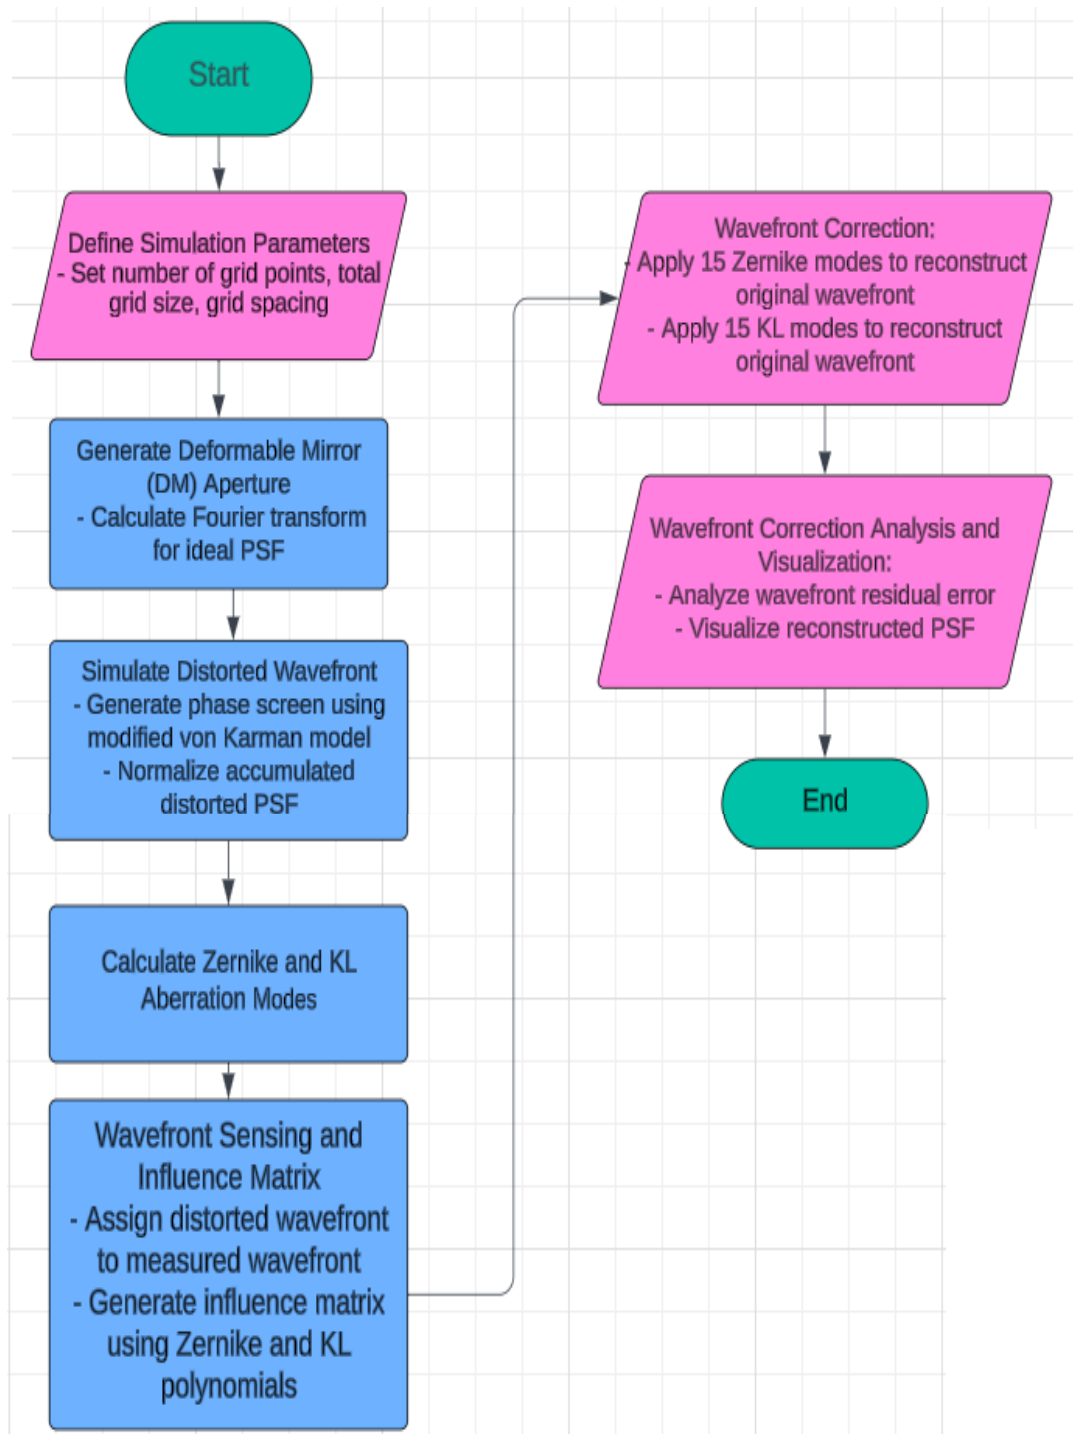 Start
Define Simulation Parameters
- Set number of grid points, total
grid size, grid spacing
Generate Deformable Mirror
(DM) Aperture
- Calculate Fourier transform
for ideal PSF
Simulate Distorted Wavefront
- Generate phase screen using
modified von Karman model
- Normalize accumulated
distorted PSF
Calculate Zernike and KL
Aberration Modes
Wavefront Sensing and
Influence Matrix
- Assign distorted wavefront
to measured wavefront
- Generate influence matrix
using Zernike and KL
polynomials
Wavefront Correction:
- Apply 15 Zernike modes to reconstruct
original wavefront
- Apply 15 KL modes to reconstruct
original wavefront
Wavefront Correction Analysis and
Visualization:
- Analyze wavefront residual error
- Visualize reconstructed PSF
End